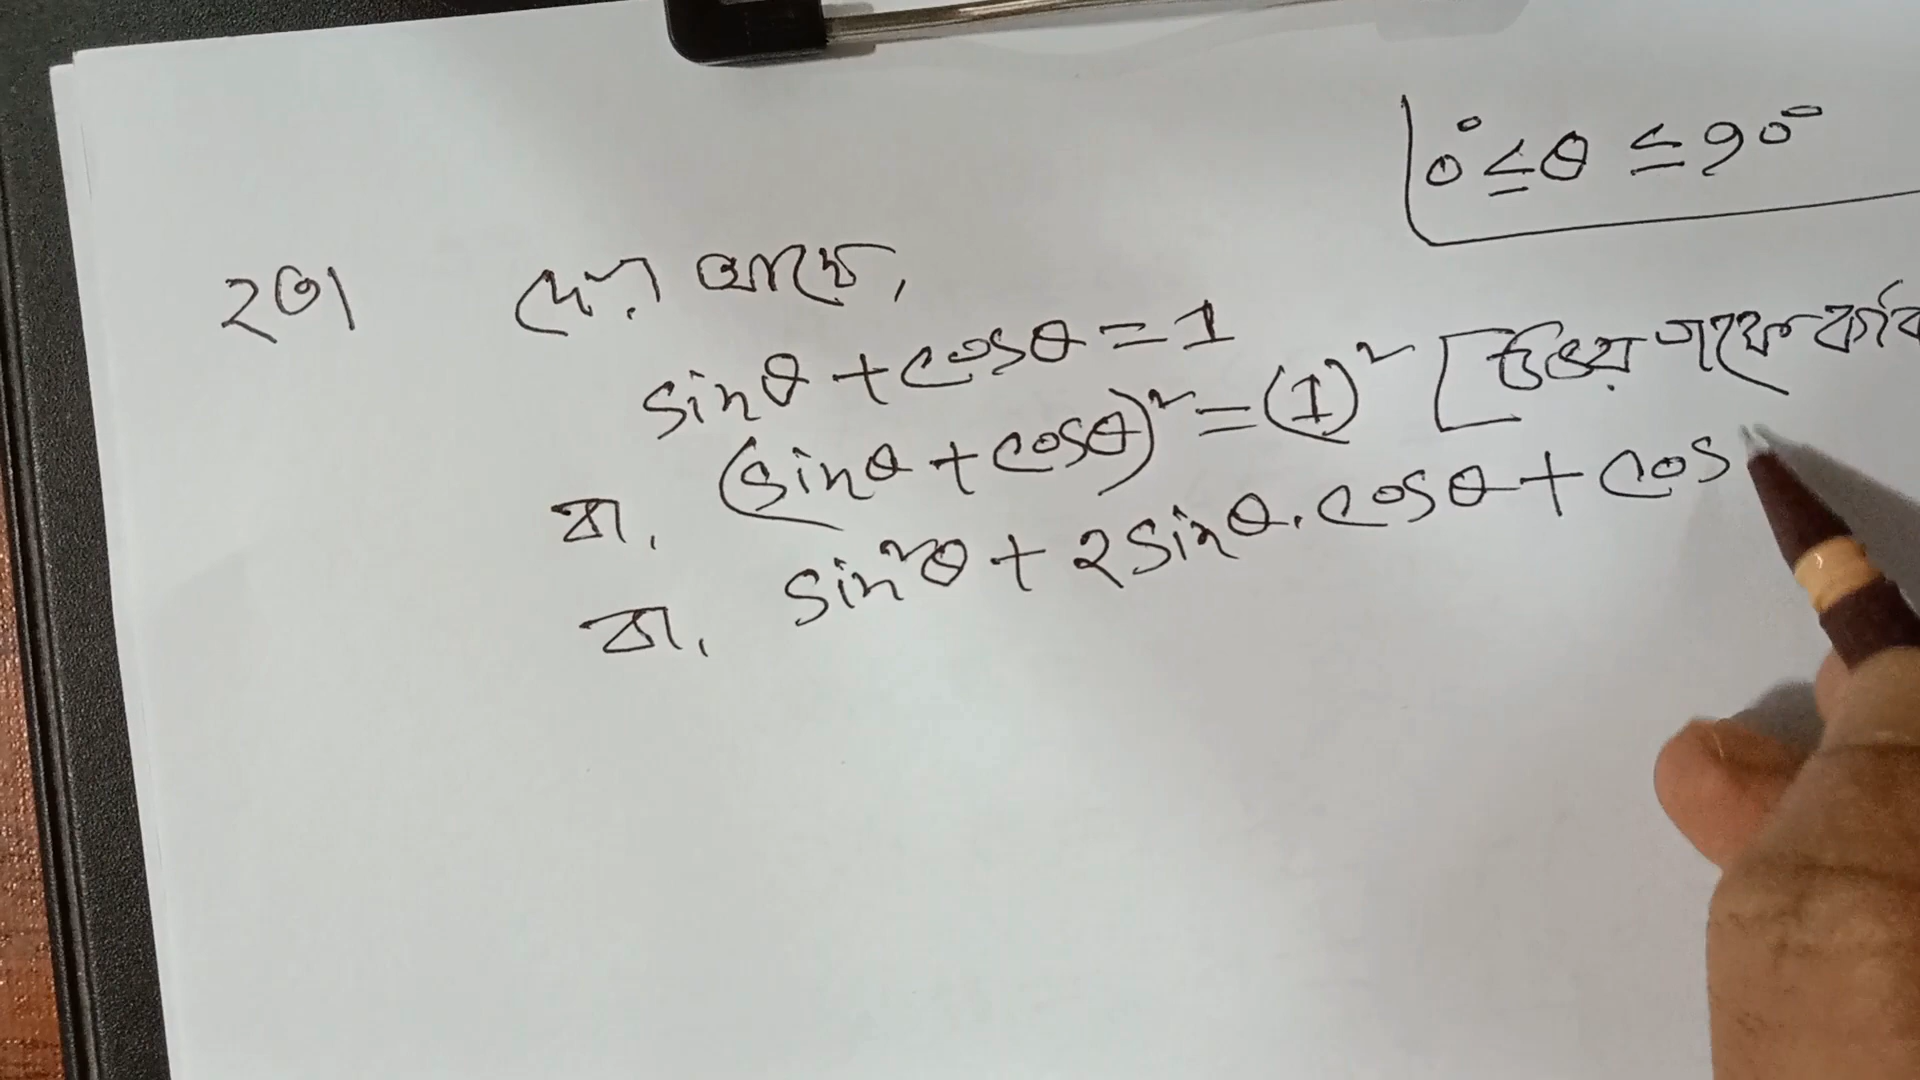 0° ≤ θ ≤ 90°
২৩। দেয়া আছে,
sinθ + cosθ = 1
বা, (sinθ + cosθ)² = (1)² [উভয় পক্ষকে বর্গ
বা, sin²θ + 2sinθ.cosθ + cos